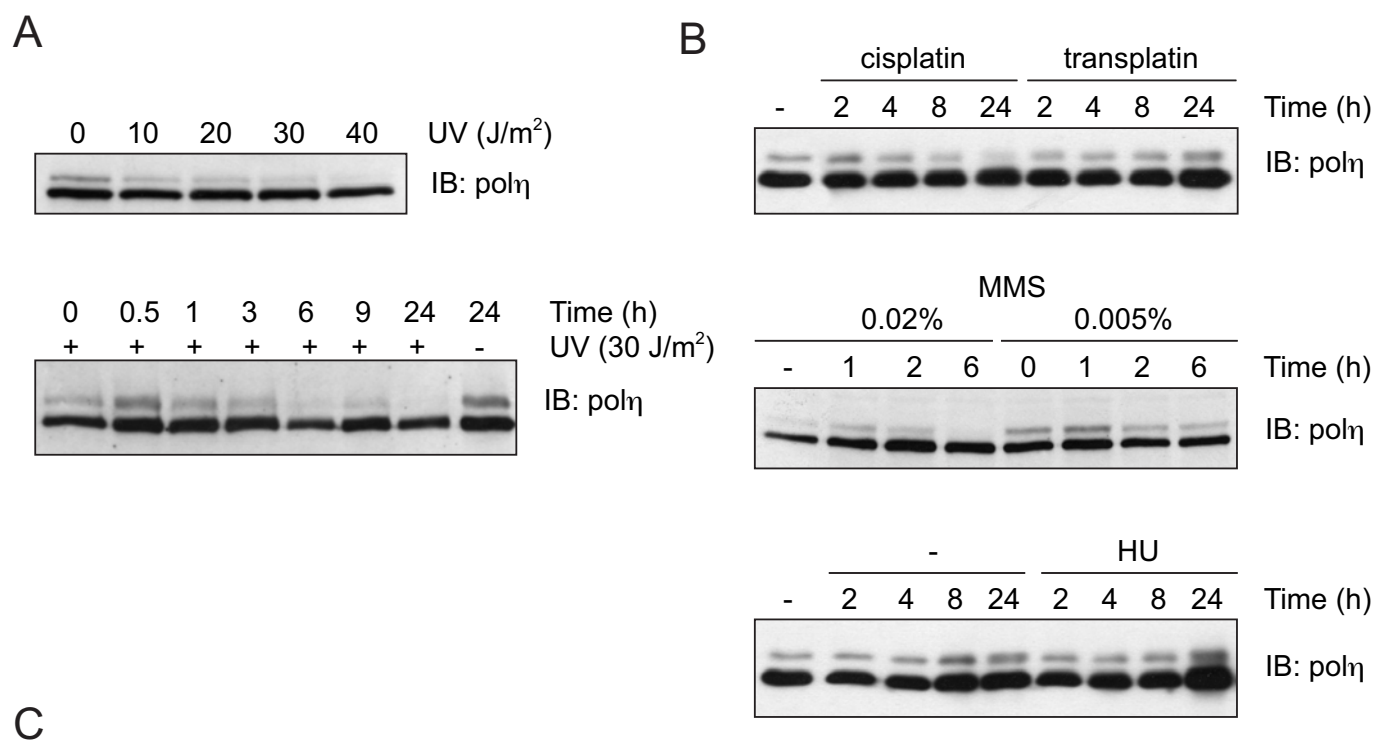 A
0 10 20 30 40 UV (J/m²)
IB: polη
0 0.5 1 3 6 9 24 Time (h) 24
+ + + + + + + UV (30 J/m²) -
IB: polη
B
cisplatin transplatin
- 2 4 8 24 2 4 8 24 Time (h)
IB: polη
MMS
0.02% 0.005%
- 1 2 6 0 1 2 6 Time (h)
IB: polη
- HU
- 2 4 8 24 2 4 8 24 Time (h)
IB: polη
C